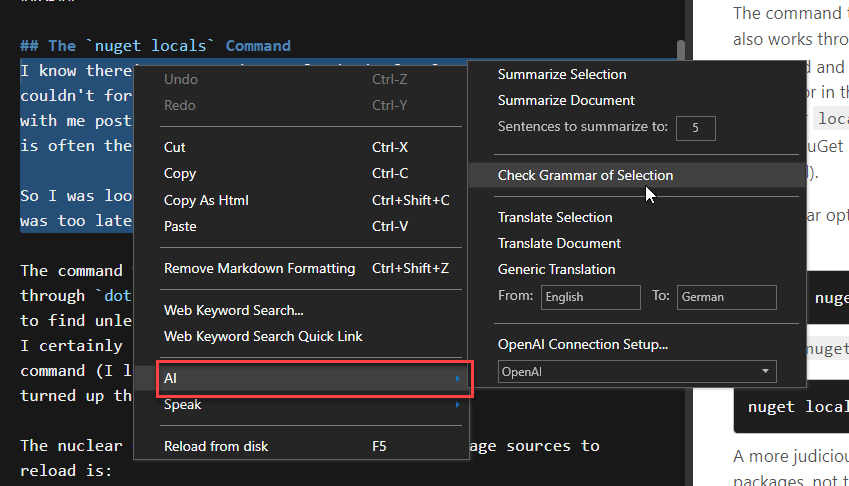 ## The `nuget locals` Command
I know there
couldn't for
with me post
is often the
So I was loo
was too late
The command
through `dot
to find unle
I certainly
command (I l
turned up th
The nuclear
age sources to
reload is:
Undo Ctrl-Z
Redo Ctrl-Y
Cut Ctrl-X
Copy Ctrl-C
Copy As Html Ctrl+Shift+C
Paste Ctrl-V
Remove Markdown Formatting Ctrl+Shift+Z
Web Keyword Search...
Web Keyword Search Quick Link
AI
Speak
Reload from disk F5
Summarize Selection
Summarize Document
Sentences to summarize to: 5
Check Grammar of Selection
Translate Selection
Translate Document
Generic Translation
From: English To: German
OpenAI Connection Setup...
OpenAI
The command
also works thro
d and
or in th
loca
uGet
).
ar opt
nuge
nuget
nuget local
A more judiciou
packages, not t